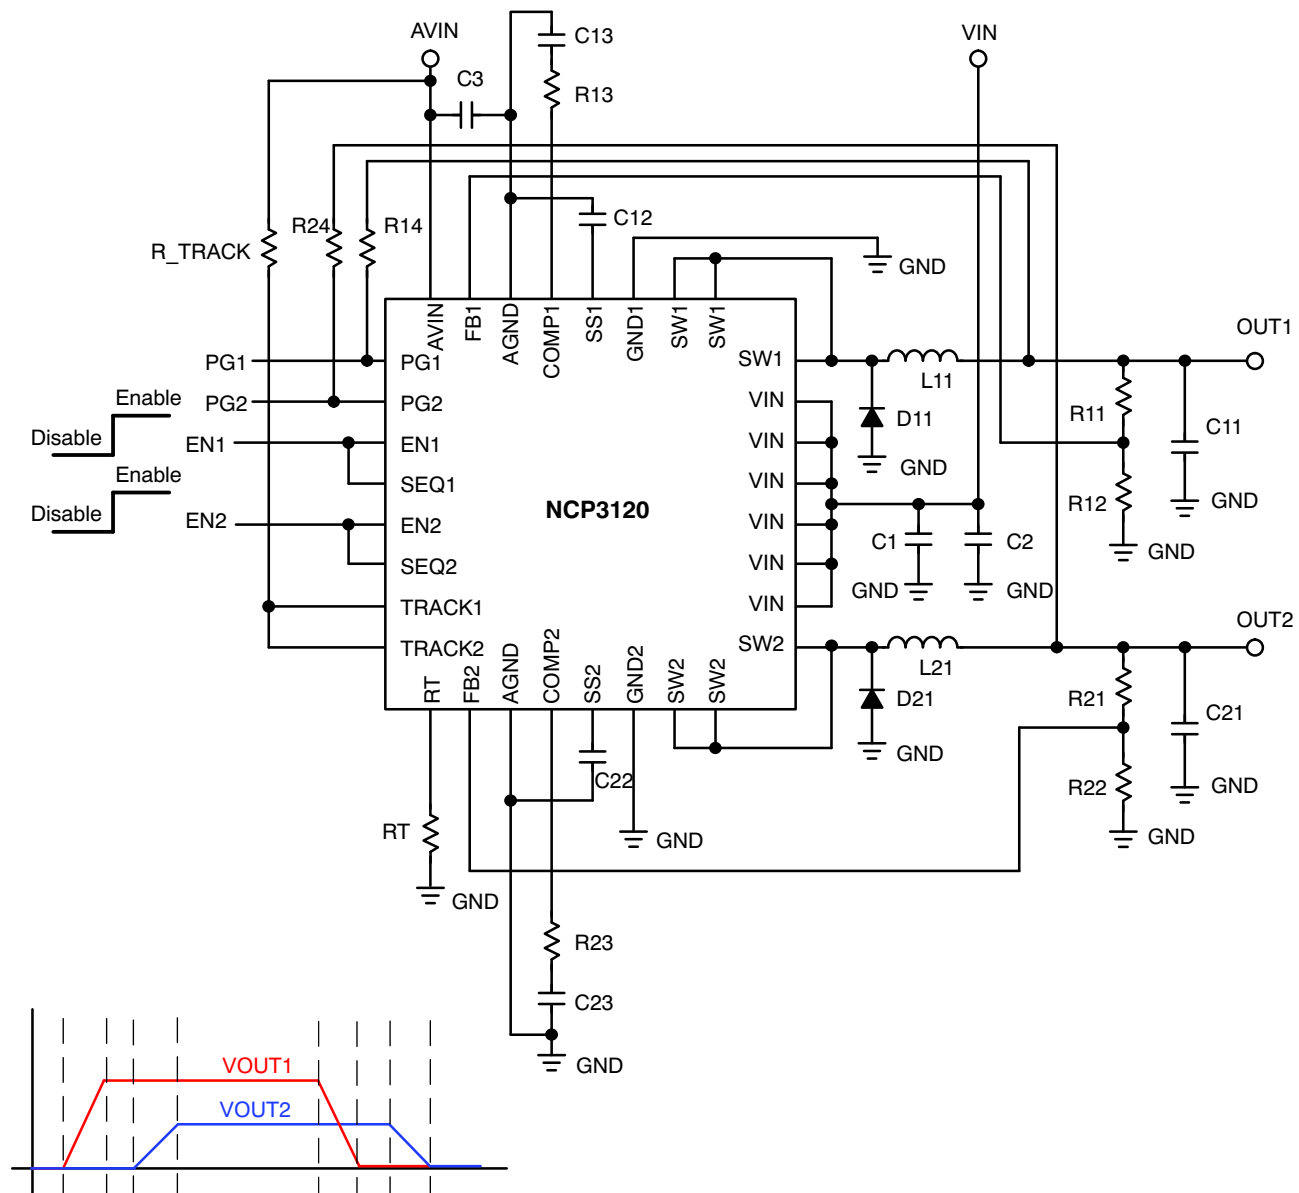 AVIN
C3
C13
R13
VIN
R_TRACK
R24
R14
C12
GND
AVIN
FB1
AGND
COMP1
SS1
GND1
SW1
SW1
OUT1
PG1
PG1
SW1
L11
PG2
PG2
VIN
D11
R11
C11
Enable
Disable
EN1
EN1
VIN
GND
SEQ1
VIN
R12
GND
Enable
Disable
EN2
EN2
NCP3120
VIN
C1
C2
GND
SEQ2
VIN
GND
GND
TRACK1
VIN
OUT2
TRACK2
SW2
L21
RT
FB2
AGND
COMP2
SS2
GND2
SW2
SW2
D21
R21
C21
GND
C22
R22
GND
RT
GND
GND
GND
R23
C23
GND
VOUT1
VOUT2